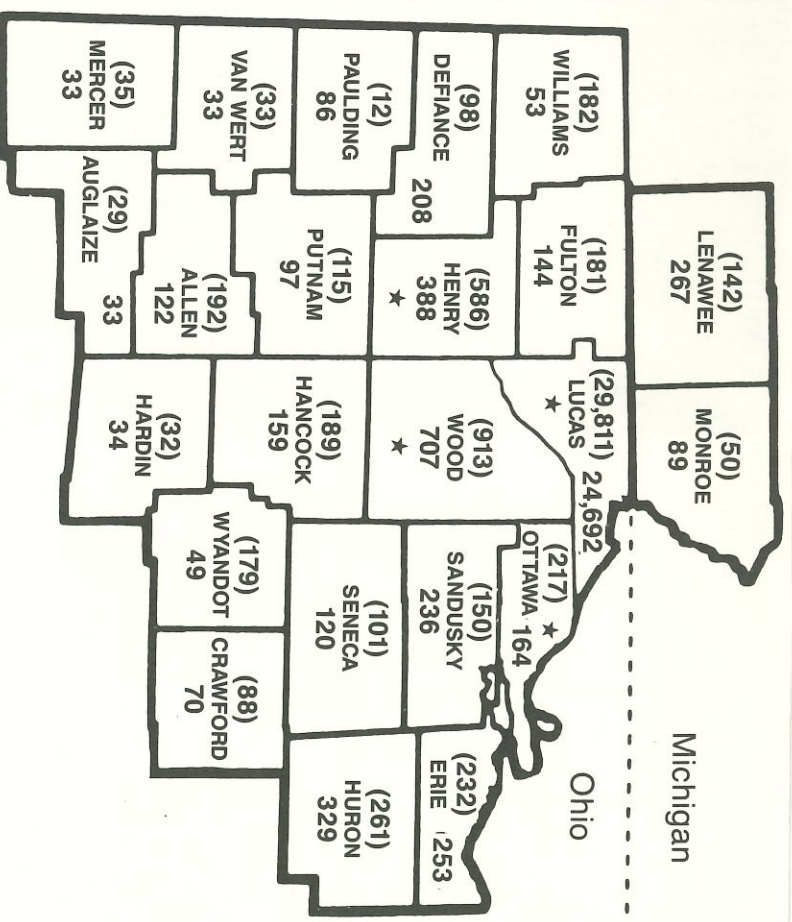 Michigan
Ohio
(142)
LENAWEE
267
(50)
MONROE
89
(182)
WILLIAMS
53
(181)
FULTON
144
(29,811)
LUCAS
★
24,692
(98)
DEFIANCE
208
(586)
HENRY
388
★
(913)
WOOD
707
★
(217)
OTTAWA
★
164
(12)
PAULDING
86
(115)
PUTNAM
97
(189)
HANCOCK
159
(150)
SANDUSKY
236
(232)
ERIE
253
(33)
VAN WERT
33
(192)
ALLEN
122
(101)
SENECA
120
(261)
HURON
329
(35)
MERCER
33
(29)
AUGLAIZE
33
(32)
HARDIN
34
(179)
WYANDOT
49
(88)
CRAWFORD
70